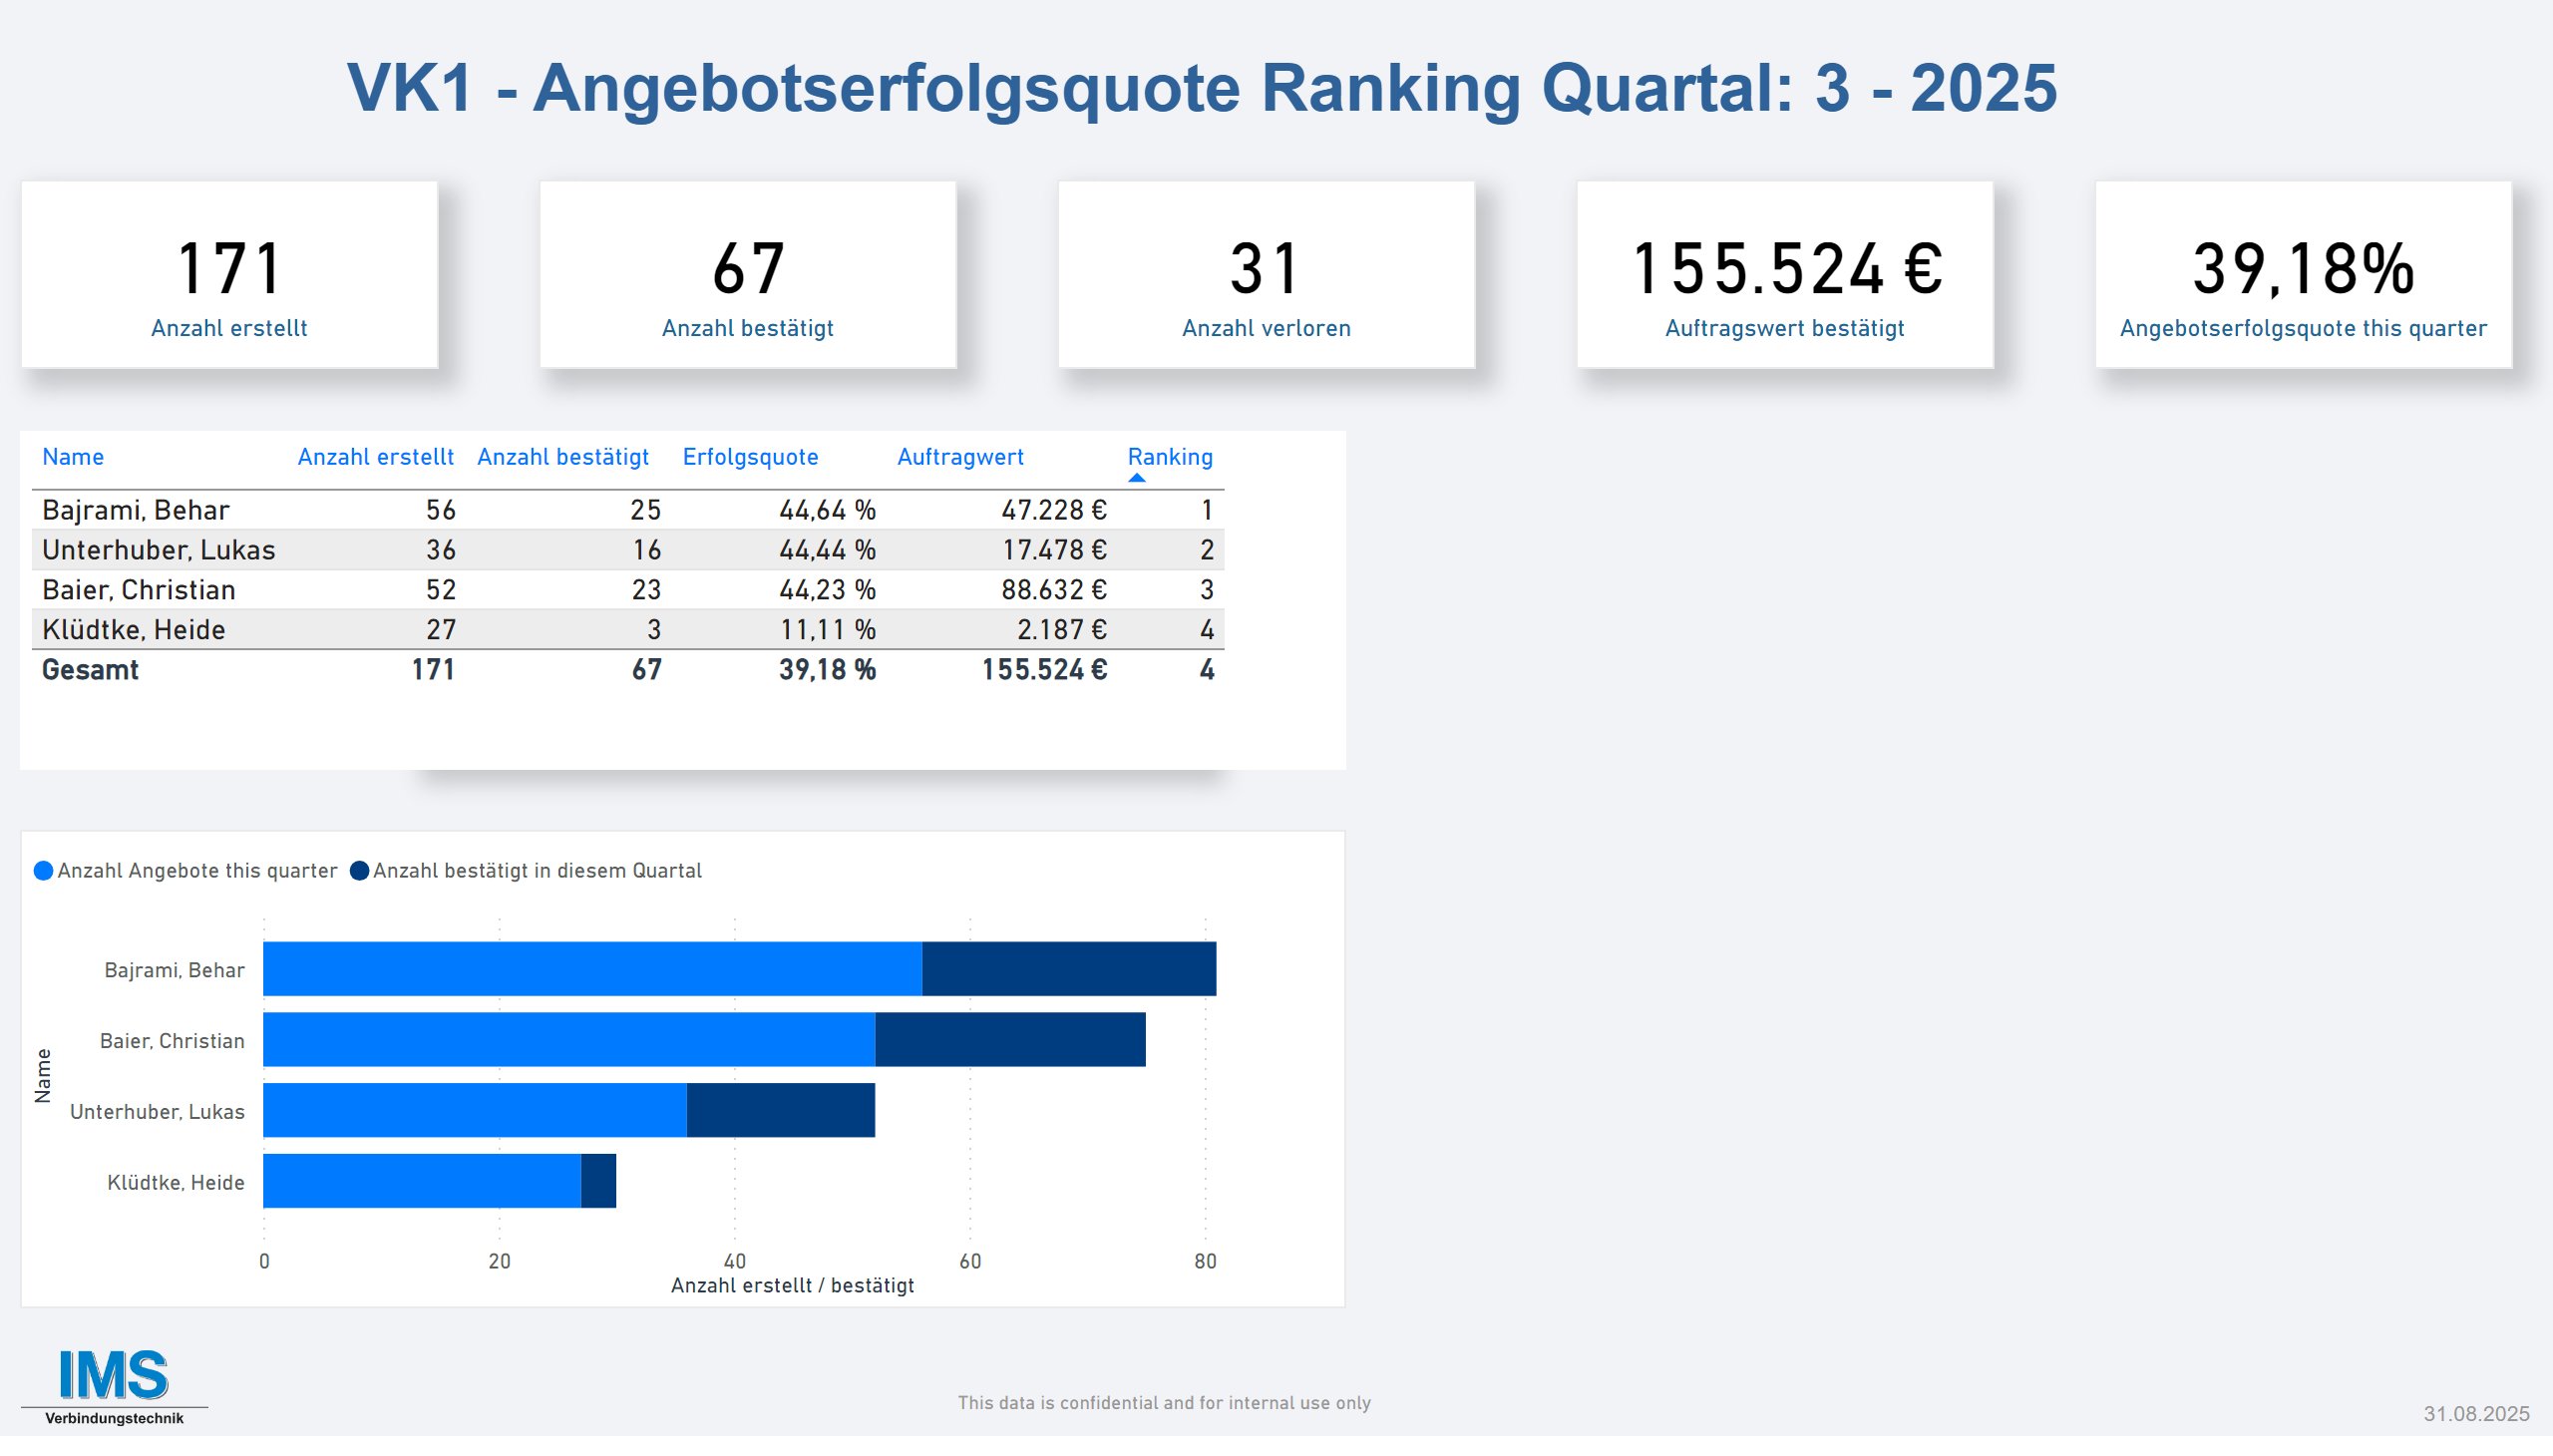 VK1 - Angebotserfolgsquote Ranking Quartal: 3 - 2025
171
Anzahl erstellt
67
Anzahl bestätigt
31
Anzahl verloren
155.524 €
Auftragswert bestätigt
39,18%
Angebotserfolgsquote this quarter
Name Anzahl erstellt Anzahl bestätigt Erfolgsquote Auftragwert Ranking
Bajrami, Behar 56 25 44,64 % 47.228 € 1
Unterhuber, Lukas 36 16 44,44 % 17.478 € 2
Baier, Christian 52 23 44,23 % 88.632 € 3
Klüdtke, Heide 27 3 11,11 % 2.187 € 4
Gesamt 171 67 39,18 % 155.524 € 4
Anzahl Angebote this quarter Anzahl bestätigt in diesem Quartal
Name
Bajrami, Behar
Baier, Christian
Unterhuber, Lukas
Klüdtke, Heide
0 20 40 60 80
Anzahl erstellt / bestätigt
IMS
Verbindungstechnik
This data is confidential and for internal use only
31.08.2025